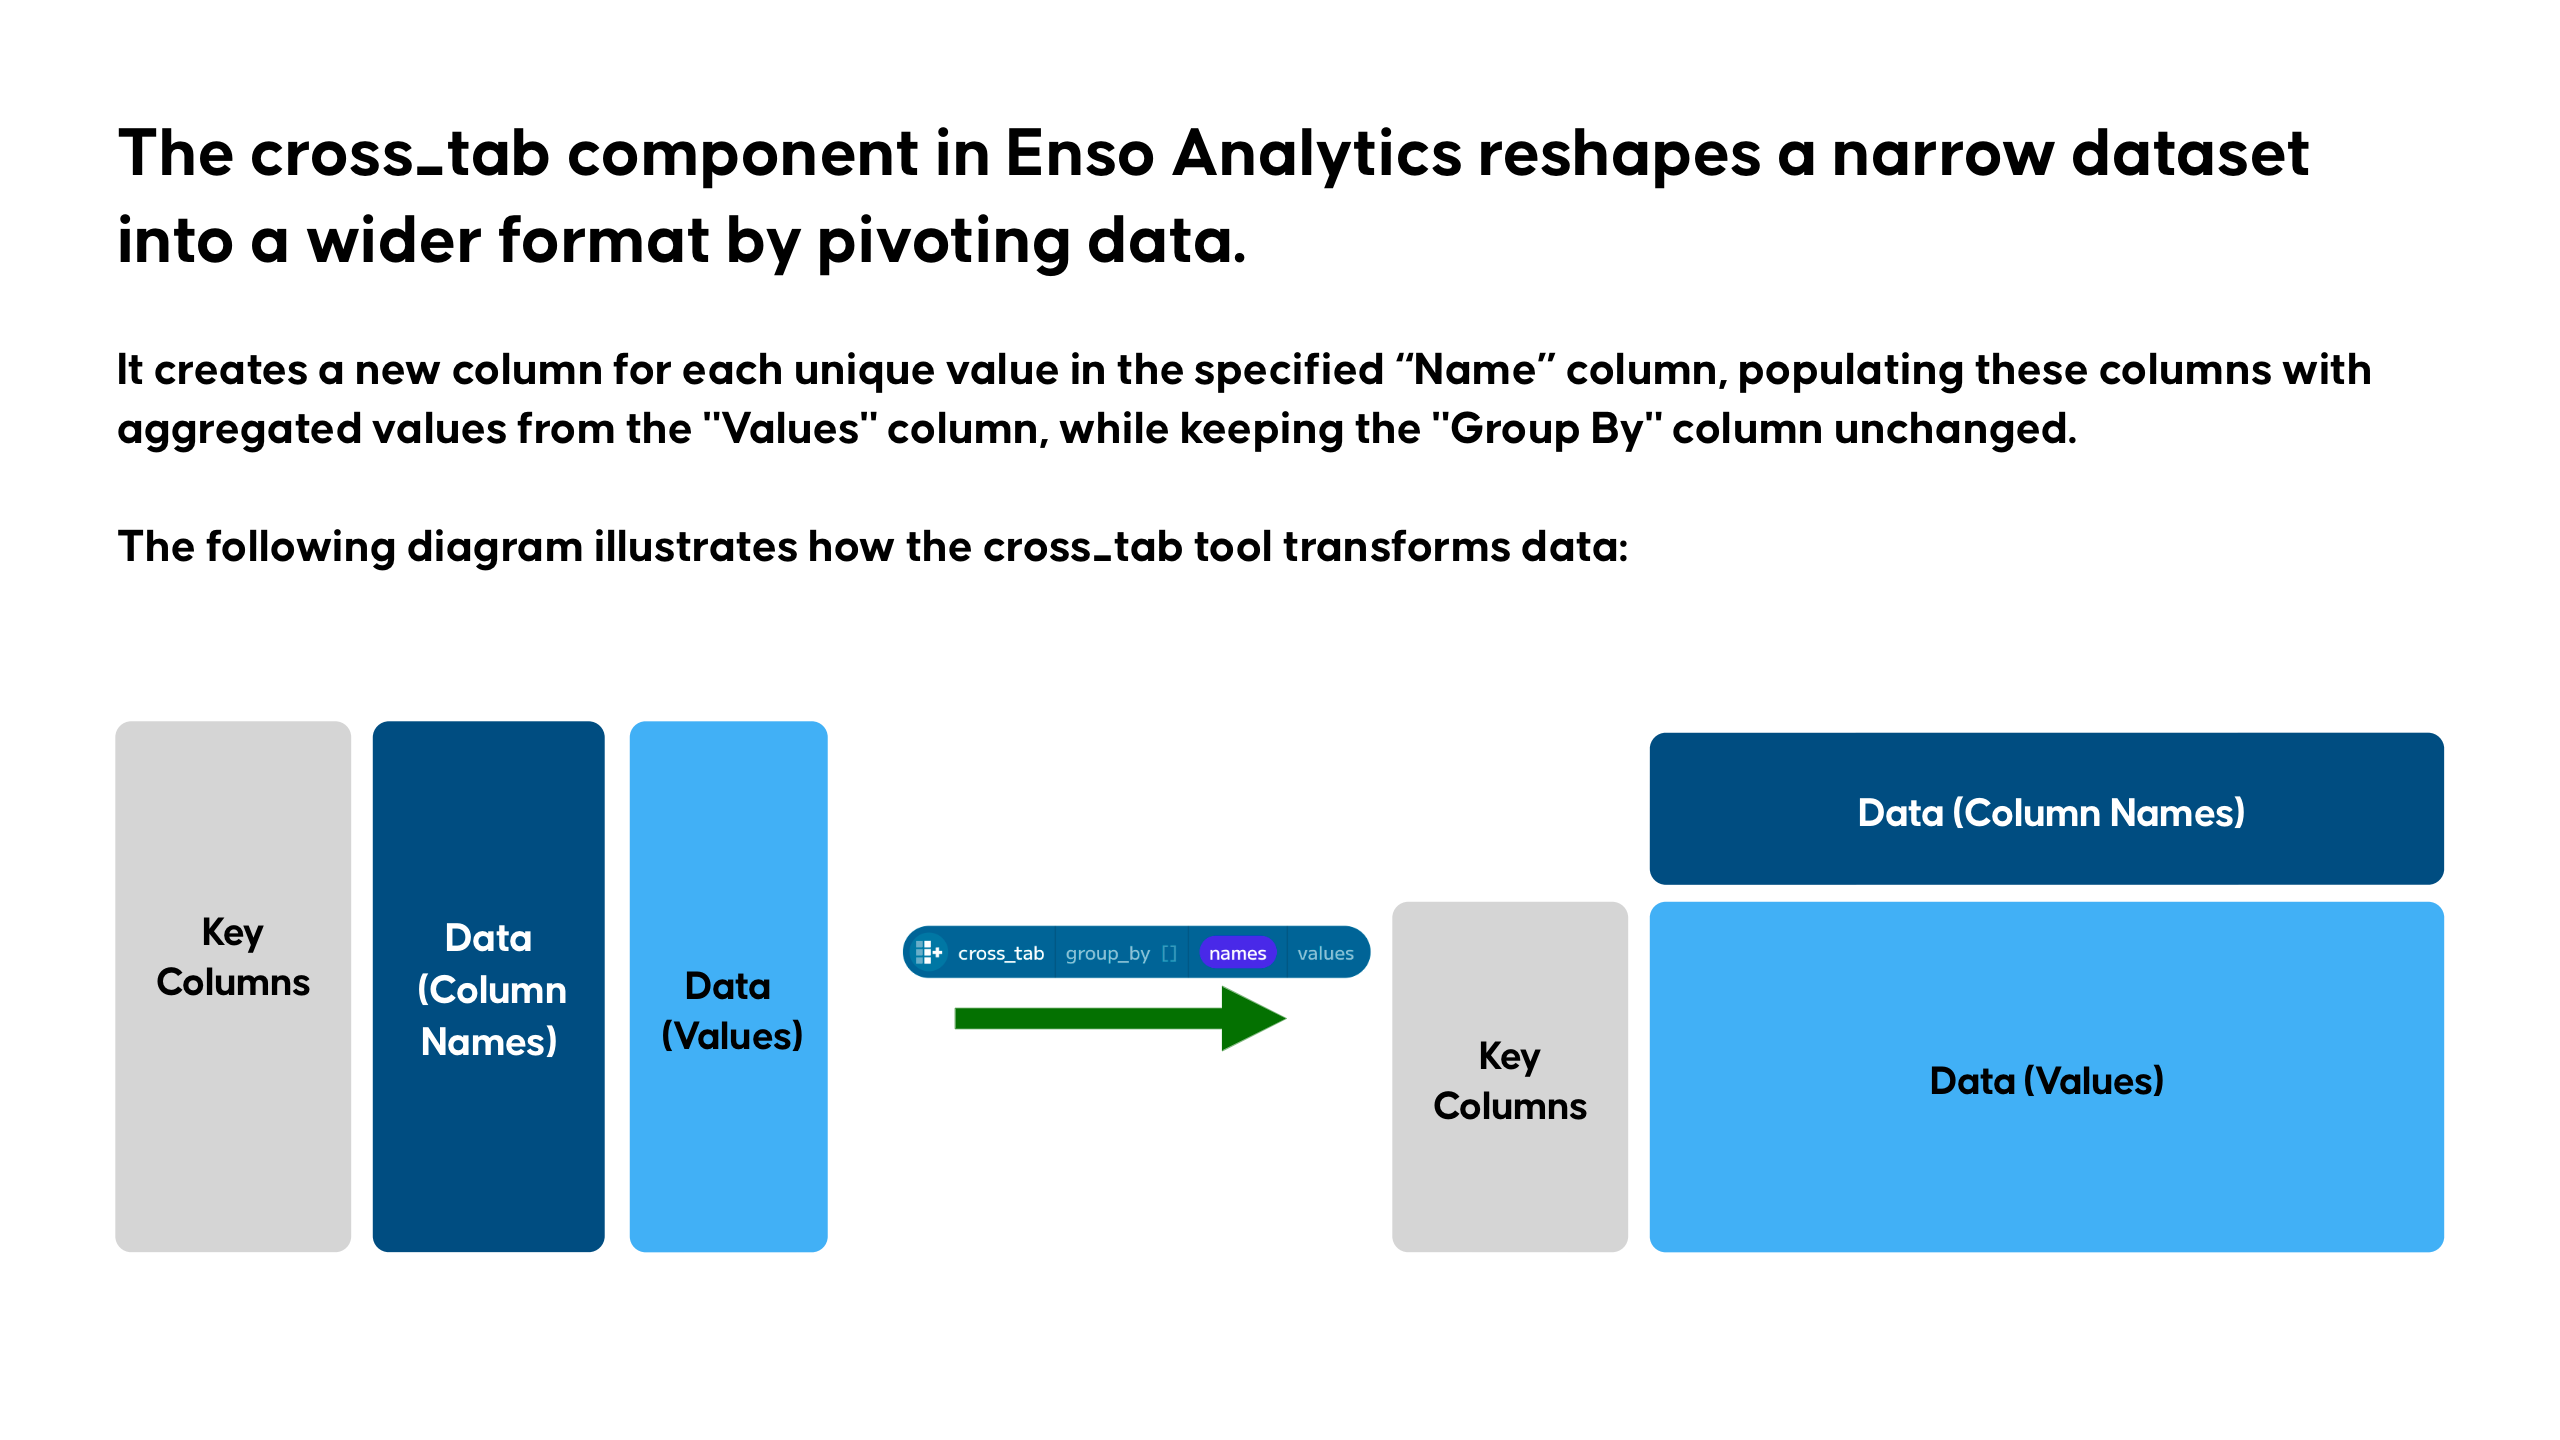 The cross_tab component in Enso Analytics reshapes a narrow dataset
into a wider format by pivoting data.
It creates a new column for each unique value in the specified “Name” column, populating these columns with
aggregated values from the "Values" column, while keeping the "Group By" column unchanged.
The following diagram illustrates how the cross_tab tool transforms data:
Key
Columns
Data
(Column
Names)
Data
(Values)
cross_tab group_by [] names values
Data (Column Names)
Key
Columns
Data (Values)